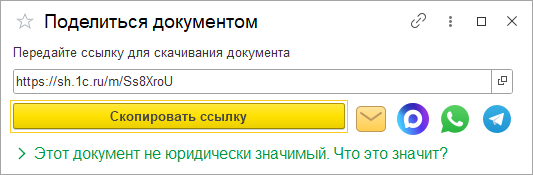 Поделиться документом
Передайте ссылку для скачивания документа
https://sh.1c.ru/m/Ss8XroU
Скопировать ссылку
Этот документ не юридически значимый. Что это значит?